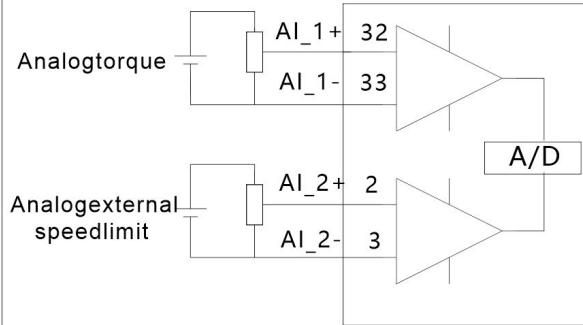 AI_1+ 32
Analogtorque
AI_1- 33
A/D
AI_2+ 2
Analogexternal
speedlimit
AI_2- 3